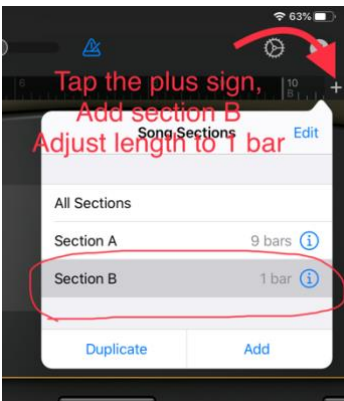 63%
6
10
B
+
Tap the plus sign,
Add section B
Adjust length to 1 bar
Song Sections
Edit
All Sections
Section A
9 bars
i
Section B
1 bar
i
Duplicate
Add